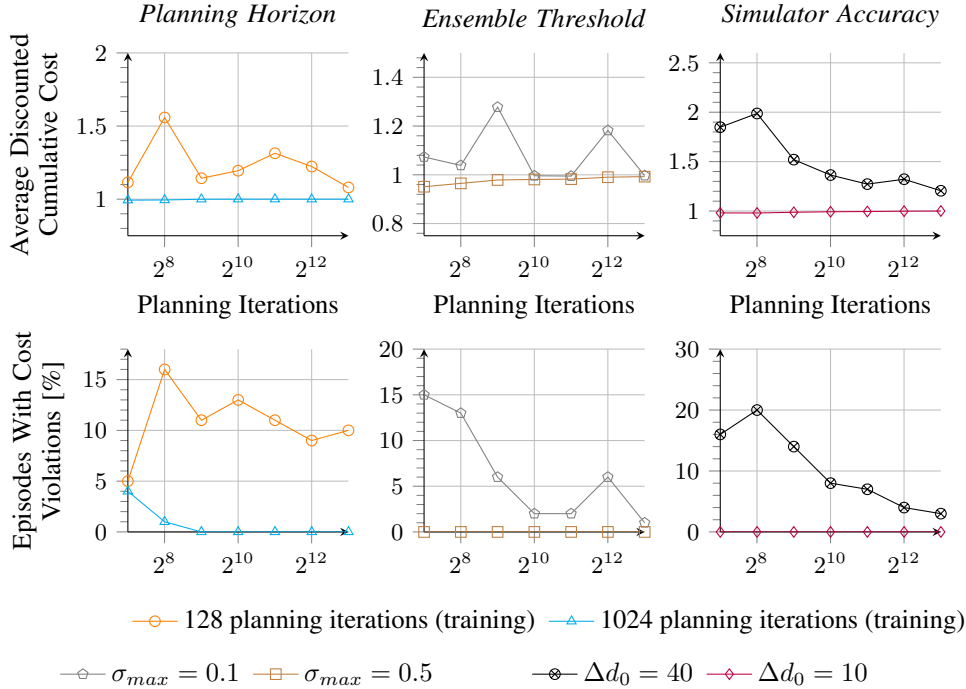 Planning Horizon
Ensemble Threshold
Simulator Accuracy
Average Discounted
Cumulative Cost
2
1.5
1
2^8
2^10
2^12
Planning Iterations
1.4
1.2
1
0.8
2^8
2^10
2^12
Planning Iterations
2.5
2
1.5
1
2^8
2^10
2^12
Planning Iterations
Episodes With Cost
Violations [%]
15
10
5
0
2^8
2^10
2^12
20
15
10
5
0
2^8
2^10
2^12
30
20
10
0
2^8
2^10
2^12
128 planning iterations (training)
1024 planning iterations (training)
σ_max = 0.1
σ_max = 0.5
Δd_0 = 40
Δd_0 = 10